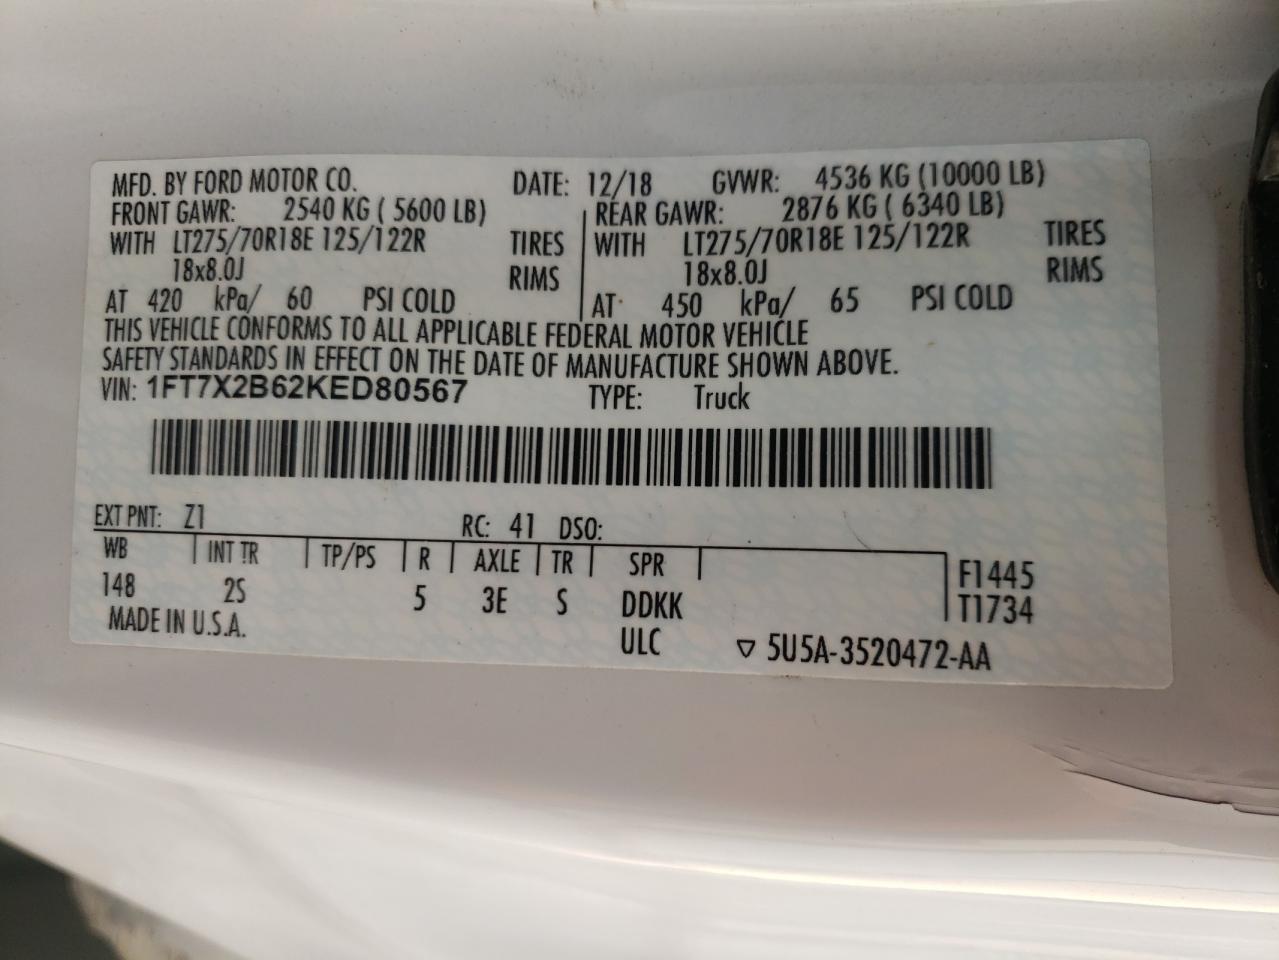 MFD. BY FORD MOTOR CO. DATE: 12/18 GVWR: 4536 KG (10000 LB)
FRONT GAWR: 2540 KG ( 5600 LB) REAR GAWR: 2876 KG ( 6340 LB)
WITH LT275/70R18E 125/122R TIRES WITH LT275/70R18E 125/122R TIRES
18x8.0J RIMS 18x8.0J RIMS
AT 420 kPa/ 60 PSI COLD AT 450 kPa/ 65 PSI COLD
THIS VEHICLE CONFORMS TO ALL APPLICABLE FEDERAL MOTOR VEHICLE
SAFETY STANDARDS IN EFFECT ON THE DATE OF MANUFACTURE SHOWN ABOVE.
VIN: 1FT7X2B62KED80567 TYPE: Truck
EXT PNT: Z1 RC: 41 DSO:
WB INT TR TP/PS R AXLE TR SPR F1445
148 2S 5 3E S DDKK T1734
MADE IN U.S.A. ULC ▽ 5U5A-3520472-AA